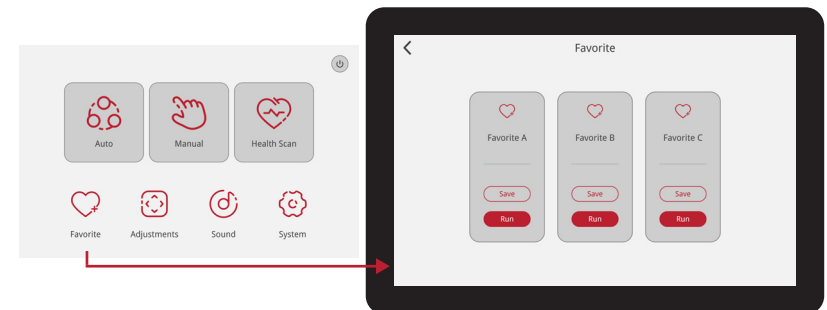 Auto
Manual
Health Scan
Favorite
Adjustments
Sound
System
Favorite
Favorite A
Favorite B
Favorite C
Save
Save
Save
Run
Run
Run